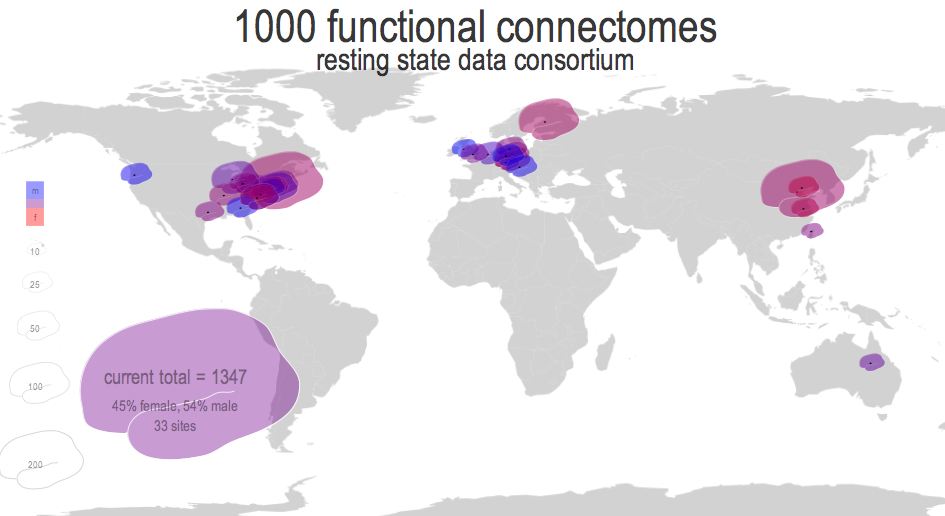 1000 functional connectomes
resting state data consortium
m
f
10
25
50
100
200
current total = 1347
45% female, 54% male
33 sites